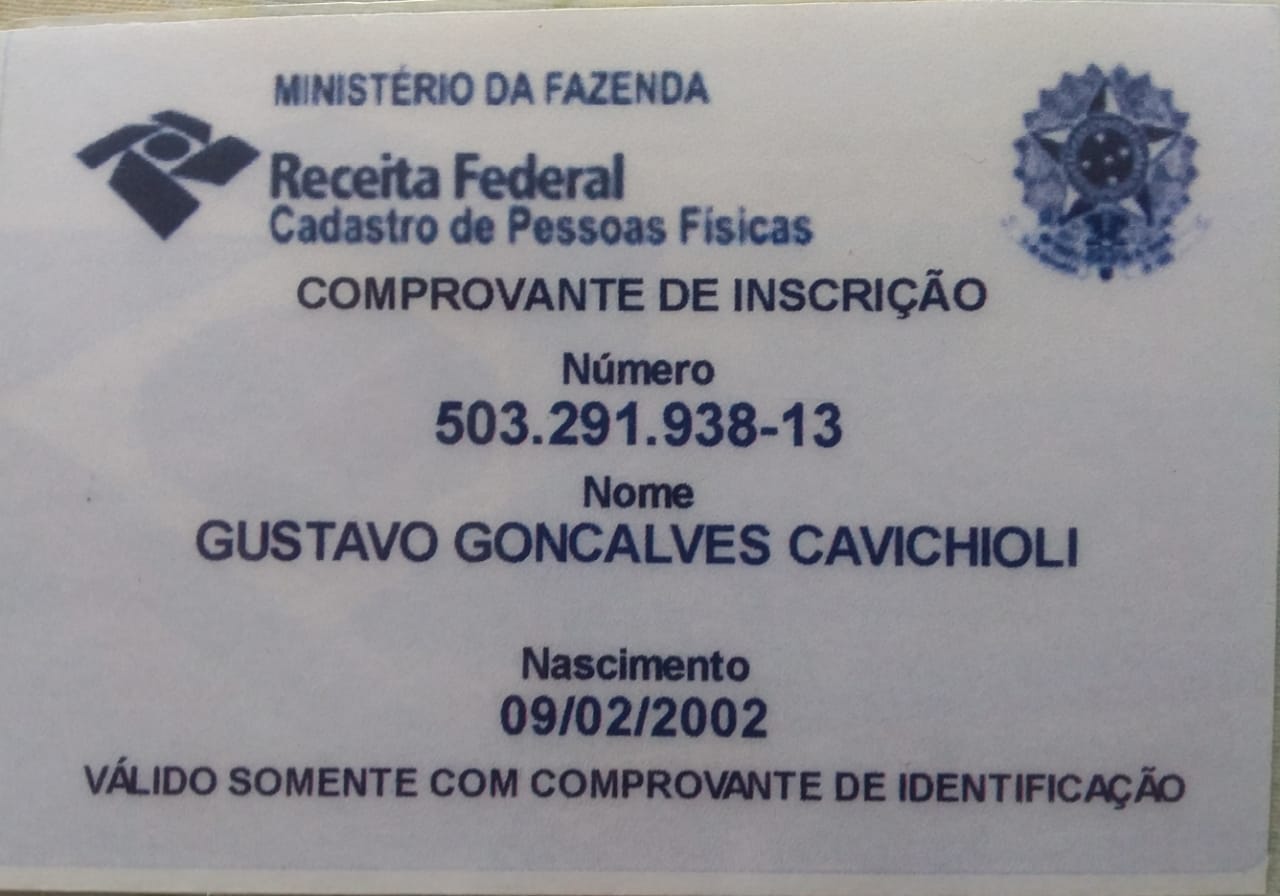 MINISTÉRIO DA FAZENDA
Receita Federal
Cadastro de Pessoas Físicas
COMPROVANTE DE INSCRIÇÃO
Número
503.291.938-13
Nome
GUSTAVO GONCALVES CAVICHIOLI
Nascimento
09/02/2002
VÁLIDO SOMENTE COM COMPROVANTE DE IDENTIFICAÇÃO